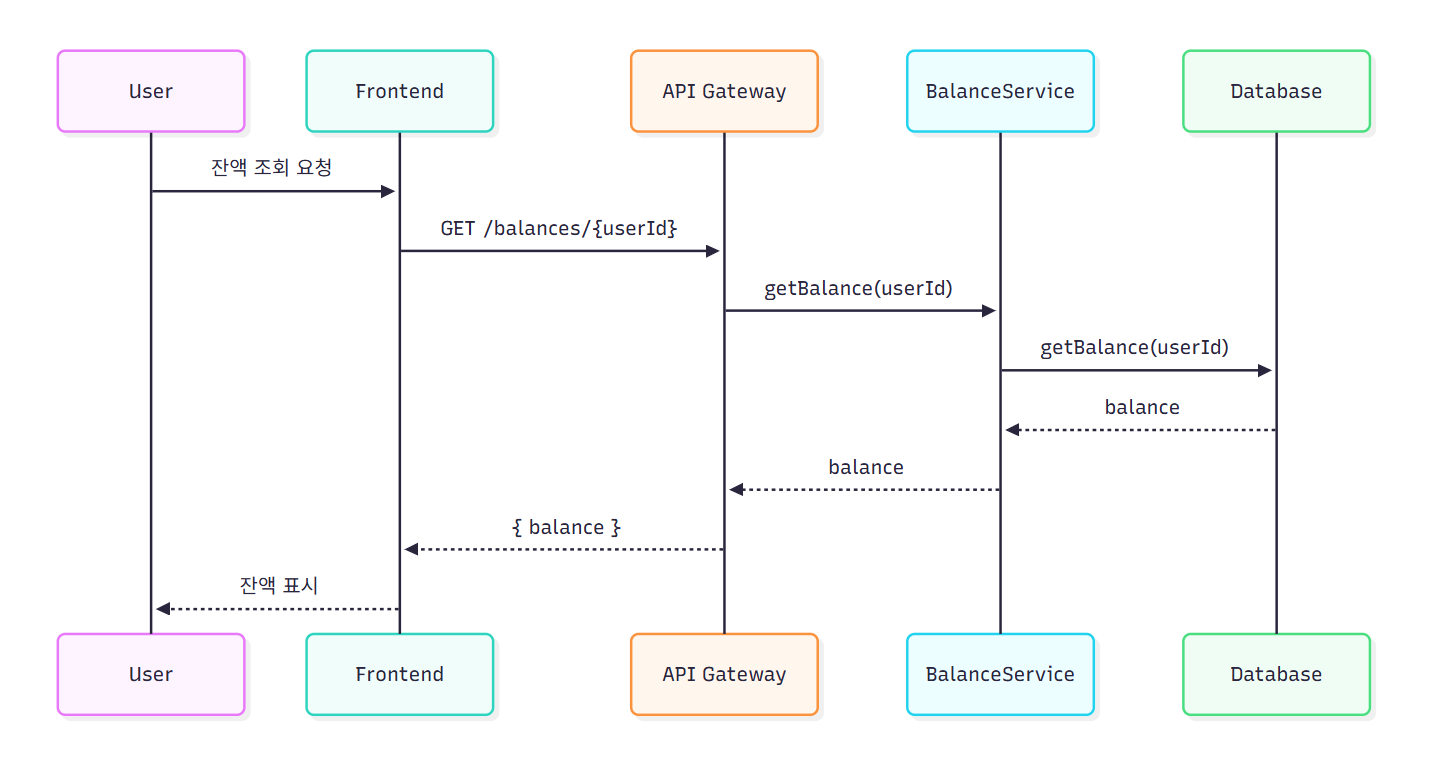 User
Frontend
API Gateway
BalanceService
Database
잔액 조회 요청
GET /balances/{userId}
getBalance(userId)
getBalance(userId)
balance
balance
{ balance }
잔액 표시
User
Frontend
API Gateway
BalanceService
Database